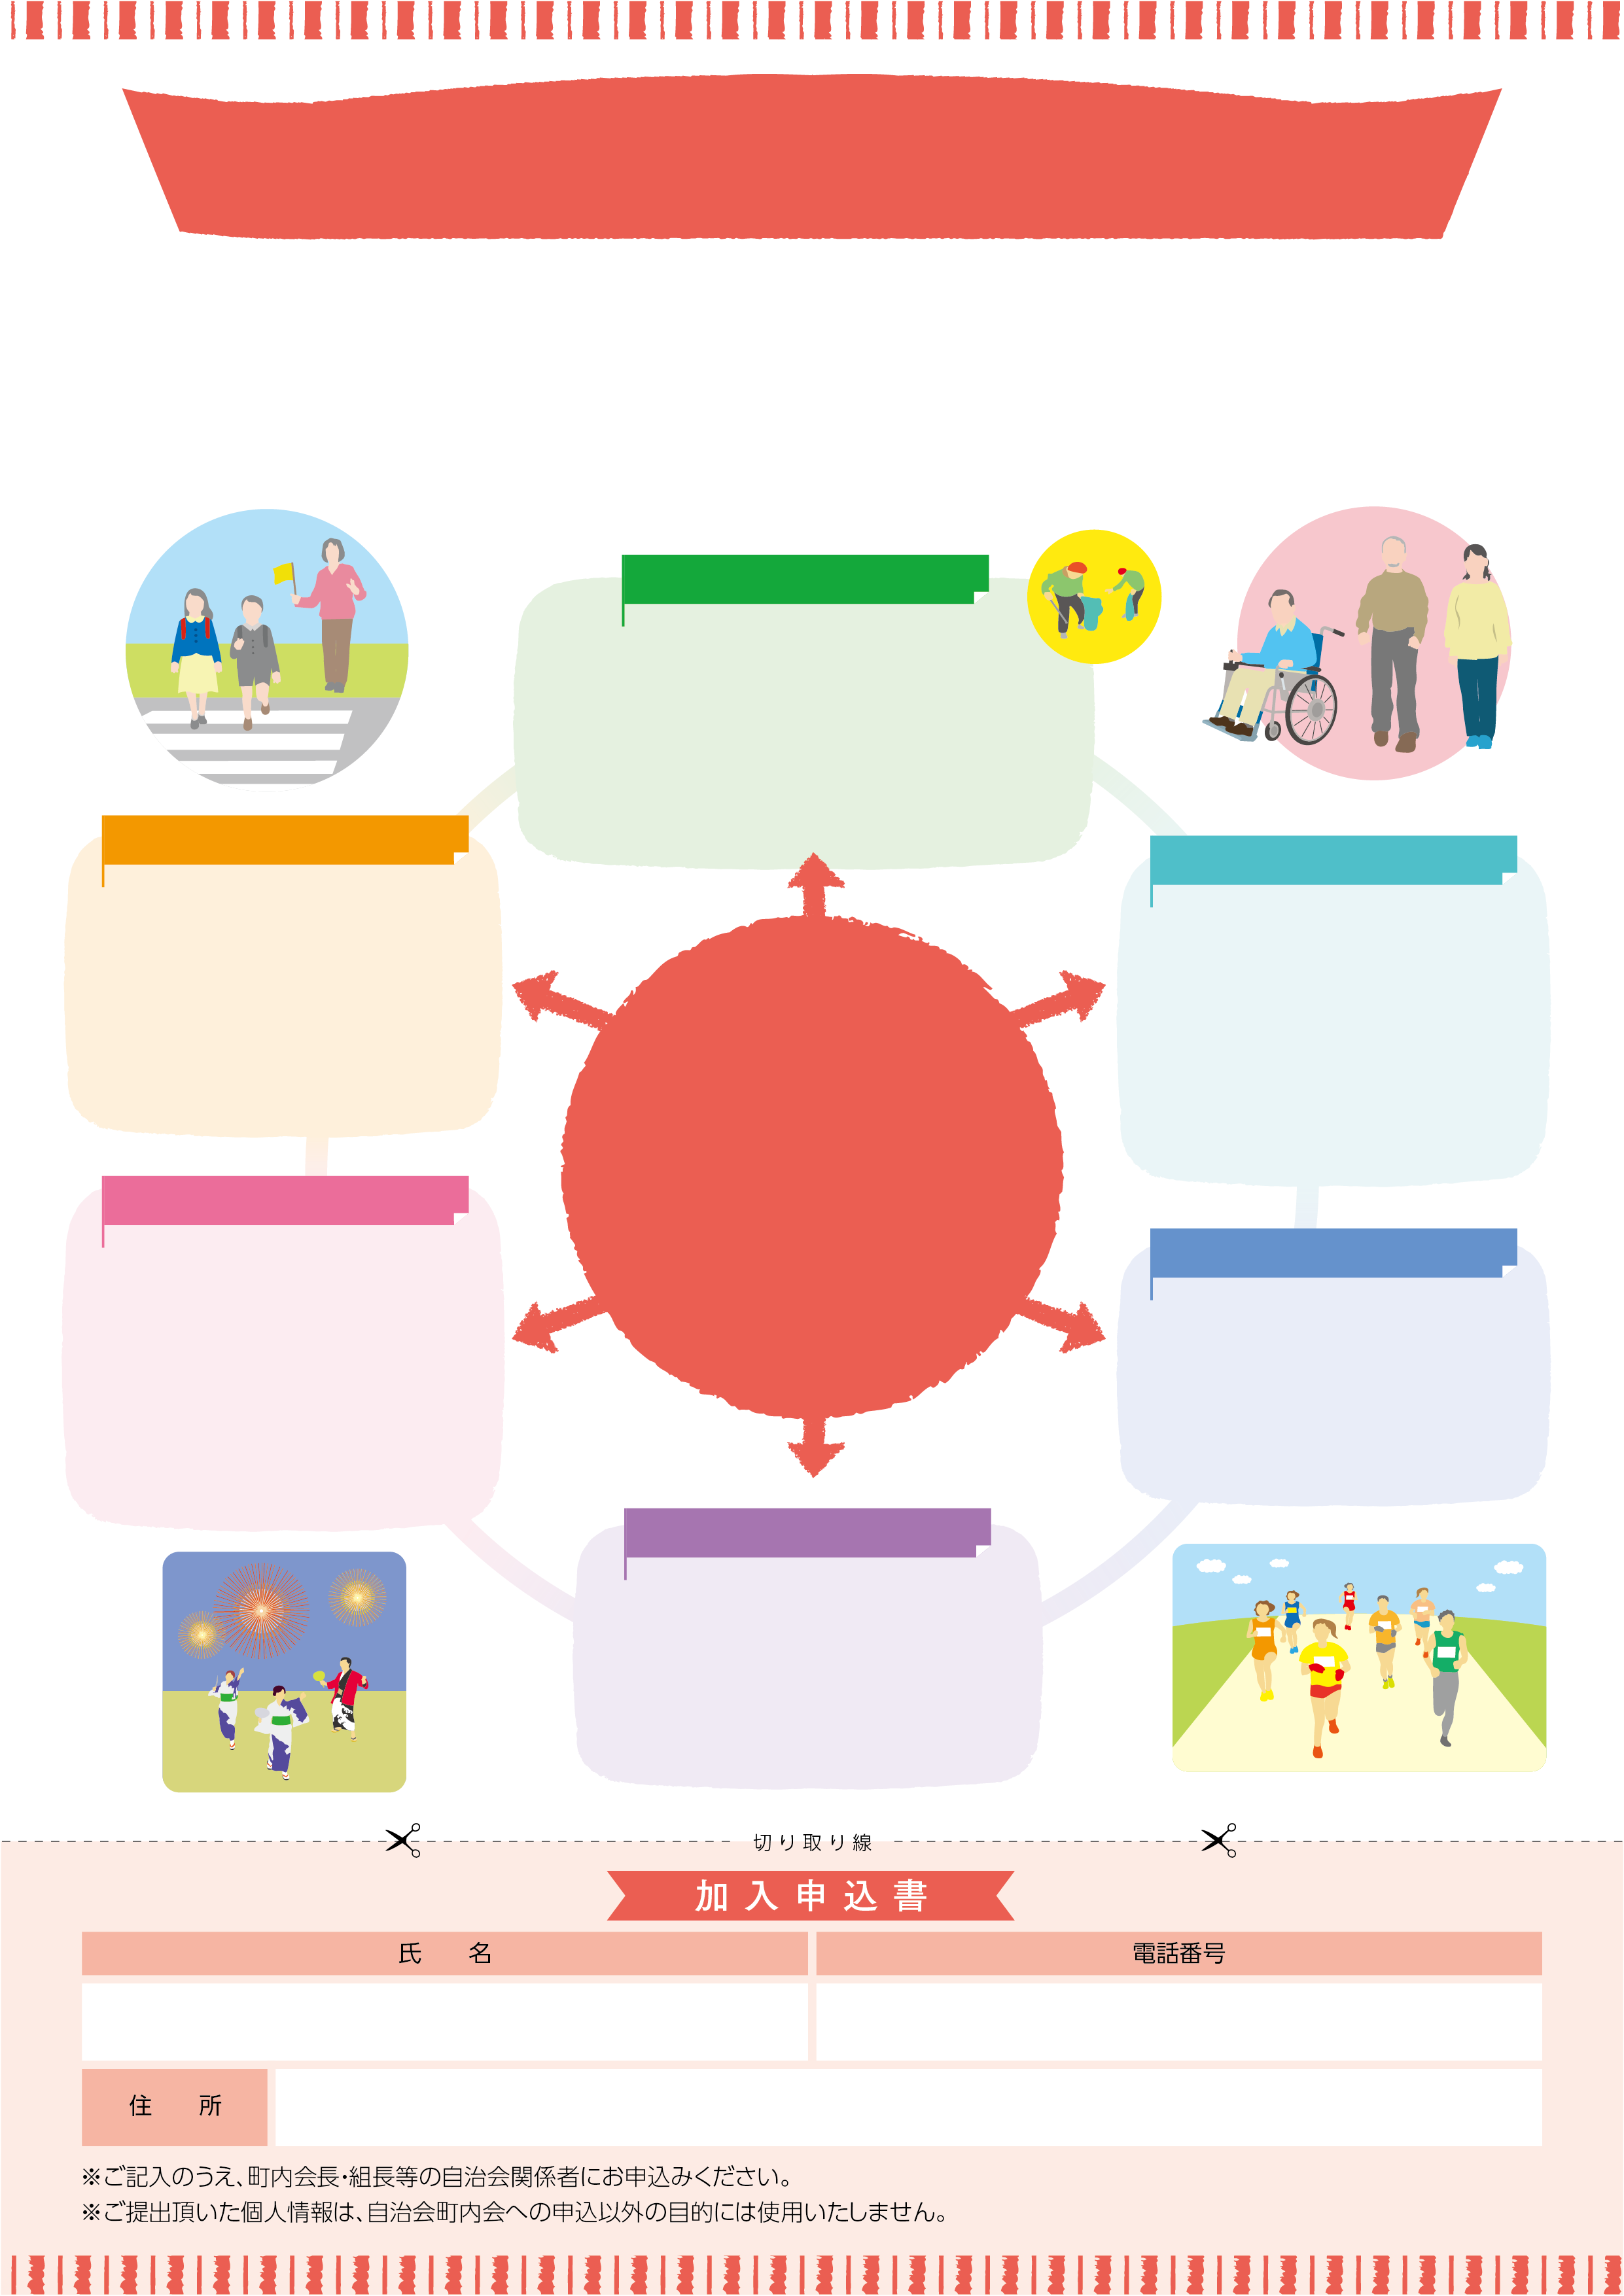 切り取り線
加入申込書
氏　名
電話番号
住　所
※ご記入のうえ、町内会長・組長等の自治会関係者にお申込みください。
※ご提出頂いた個人情報は、自治会町内会への申込以外の目的には使用いたしません。